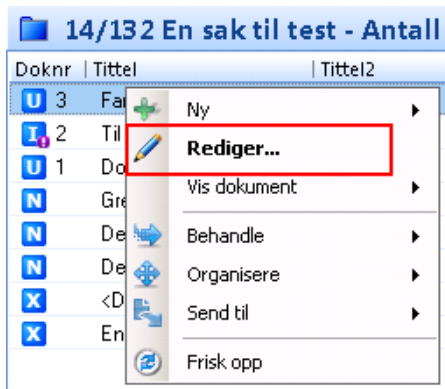 14/132 En sak til test - Antall
Doknr Tittel Tittel2
U 3 Fa
I 2 Til
U 1 Do
N Gre
N De
N De
X <D
X En
Ny
Rediger...
Vis dokument
Behandle
Organisere
Send til
Frisk opp